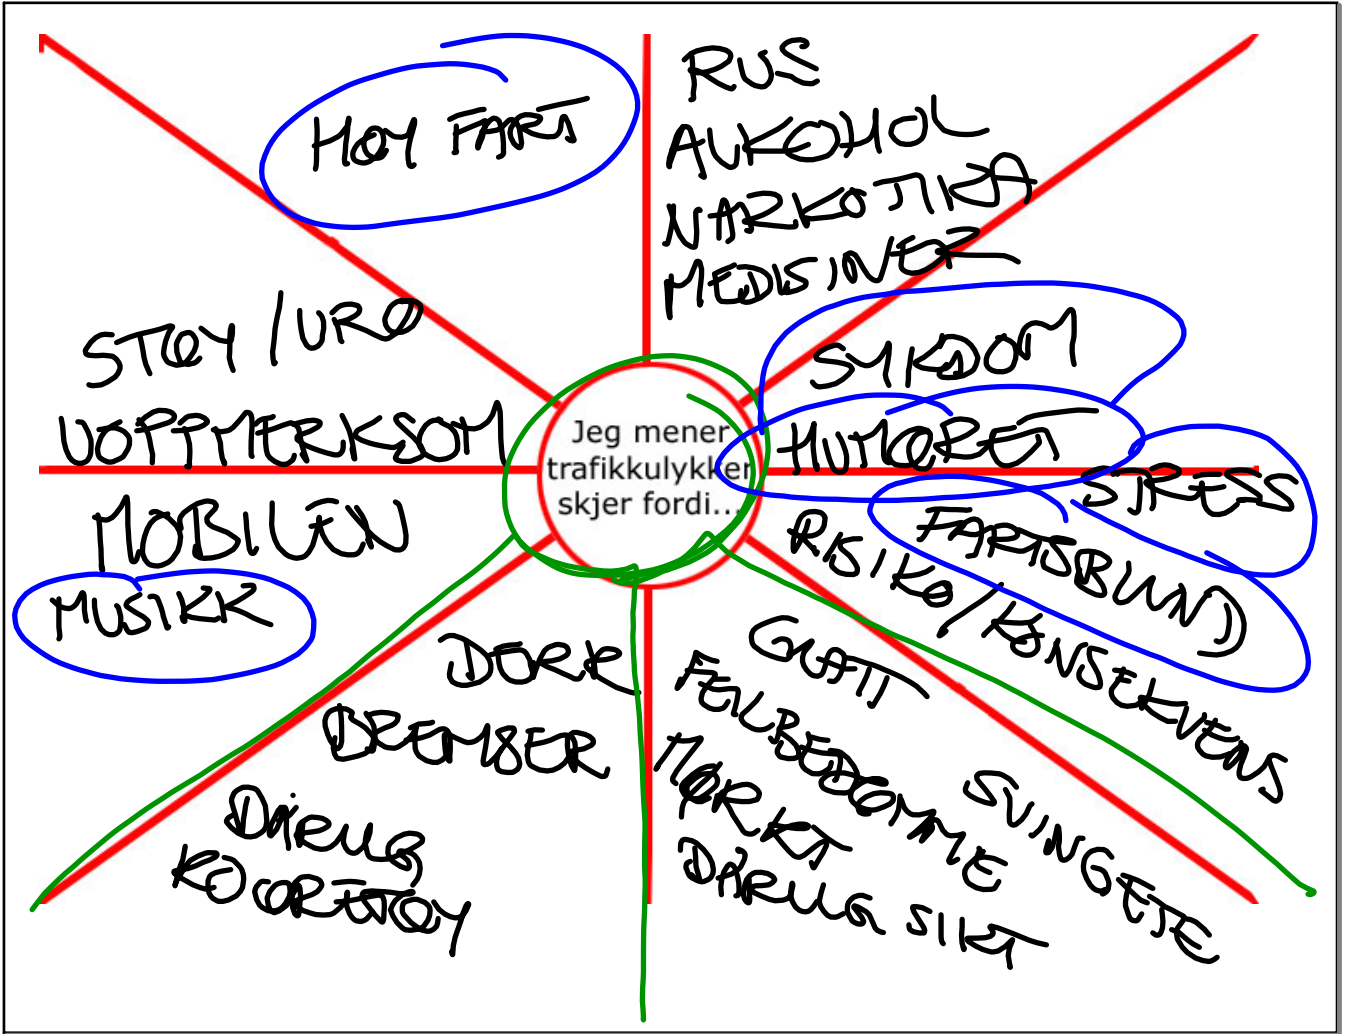 HØY FART
RUS
ALKOHOL
NARKOTIKA
MEDISINER
STØY / URO
UOPPMERKSOM
SYKDOM
HUMØRET
STRESS
Jeg mener
trafikkulykker
skjer fordi...
MOBILEN
MUSIKK
FARTSBLIND
RISIKO/KONSEKVENS
DEKK
BREMSER
DÅRLIG
KJØRETØY
GLATT
FEILBEDØMME
MØRKT
DÅRLIG SIKT
SVINGETE